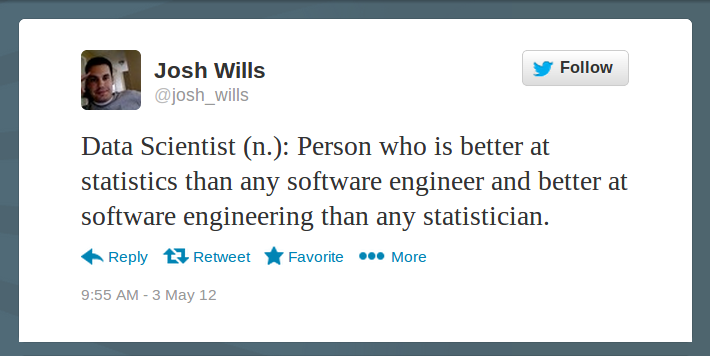 Josh Wills
@josh_wills
Follow
Data Scientist (n.): Person who is better at
statistics than any software engineer and better at
software engineering than any statistician.
Reply Retweet Favorite More
9:55 AM - 3 May 12